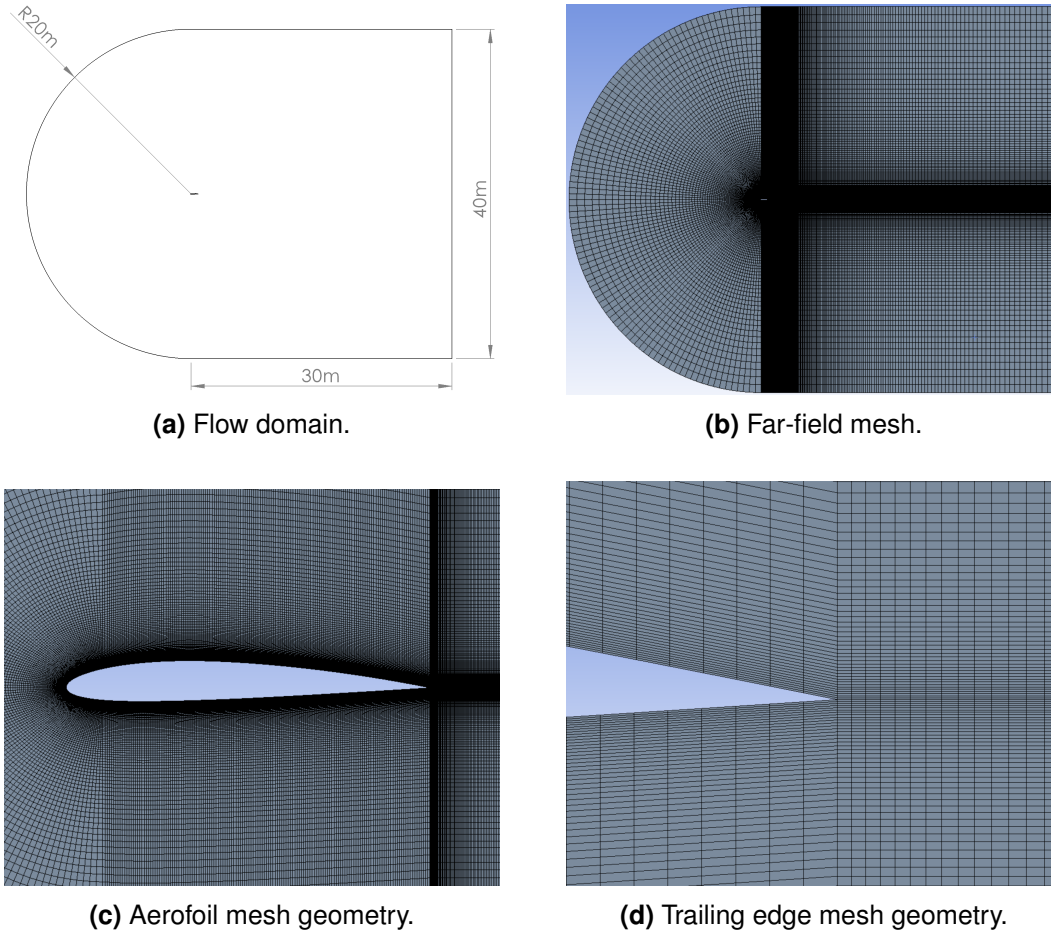 R20m
40m
30m
(a) Flow domain.
(b) Far-field mesh.
(c) Aerofoil mesh geometry.
(d) Trailing edge mesh geometry.